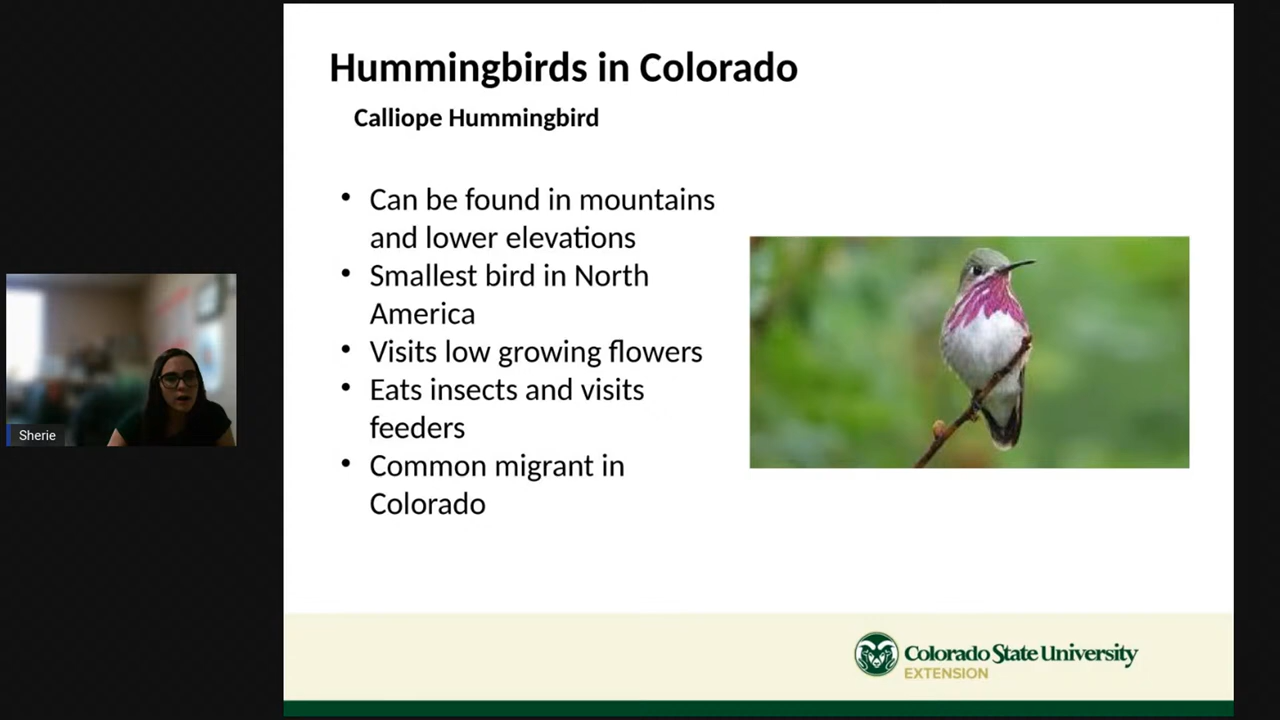 Hummingbirds in Colorado
Calliope Hummingbird
• Can be found in mountains
and lower elevations
• Smallest bird in North
America
• Visits low growing flowers
• Eats insects and visits
feeders
• Common migrant in
Colorado
Sherie
Colorado State University
EXTENSION